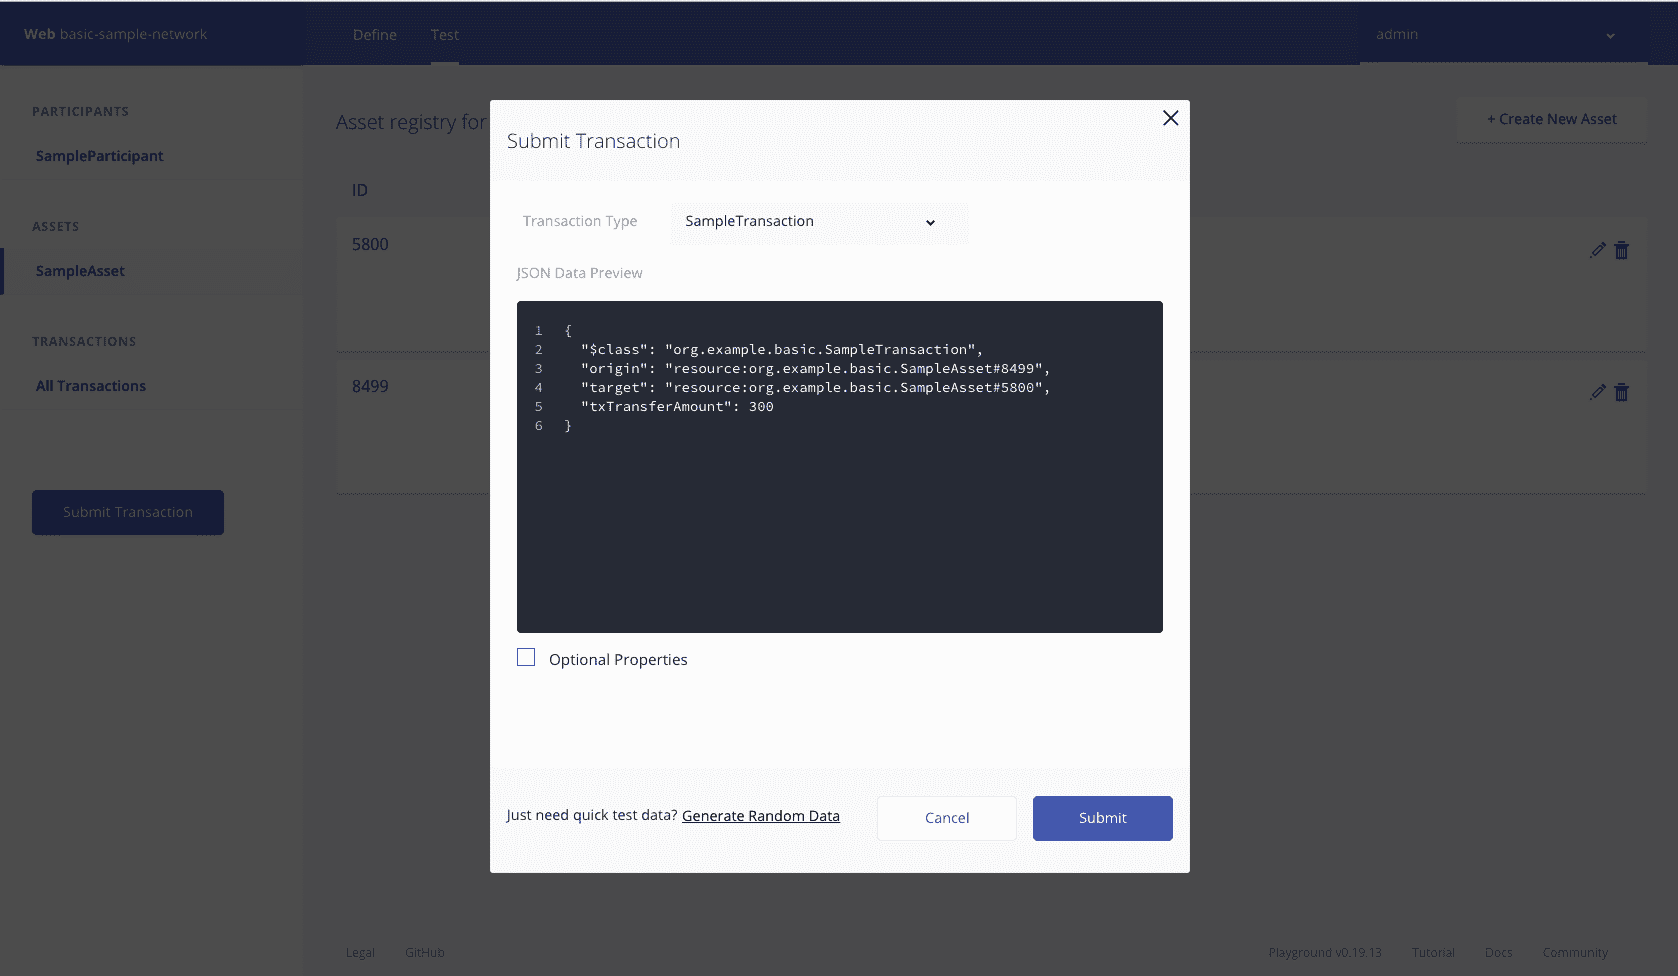 Web basic-sample-network
Define
Test
admin
PARTICIPANTS
SampleParticipant
ASSETS
SampleAsset
TRANSACTIONS
All Transactions
Submit Transaction
Asset registry for
+ Create New Asset
ID
5800
8499
Submit Transaction
Transaction Type
SampleTransaction
JSON Data Preview
1 {
2 "$class": "org.example.basic.SampleTransaction",
3 "origin": "resource:org.example.basic.SampleAsset#8499",
4 "target": "resource:org.example.basic.SampleAsset#5800",
5 "txTransferAmount": 300
6 }
Optional Properties
Just need quick test data? Generate Random Data
Cancel
Submit
Legal
GitHub
Playground v0.19.13
Tutorial
Docs
Community